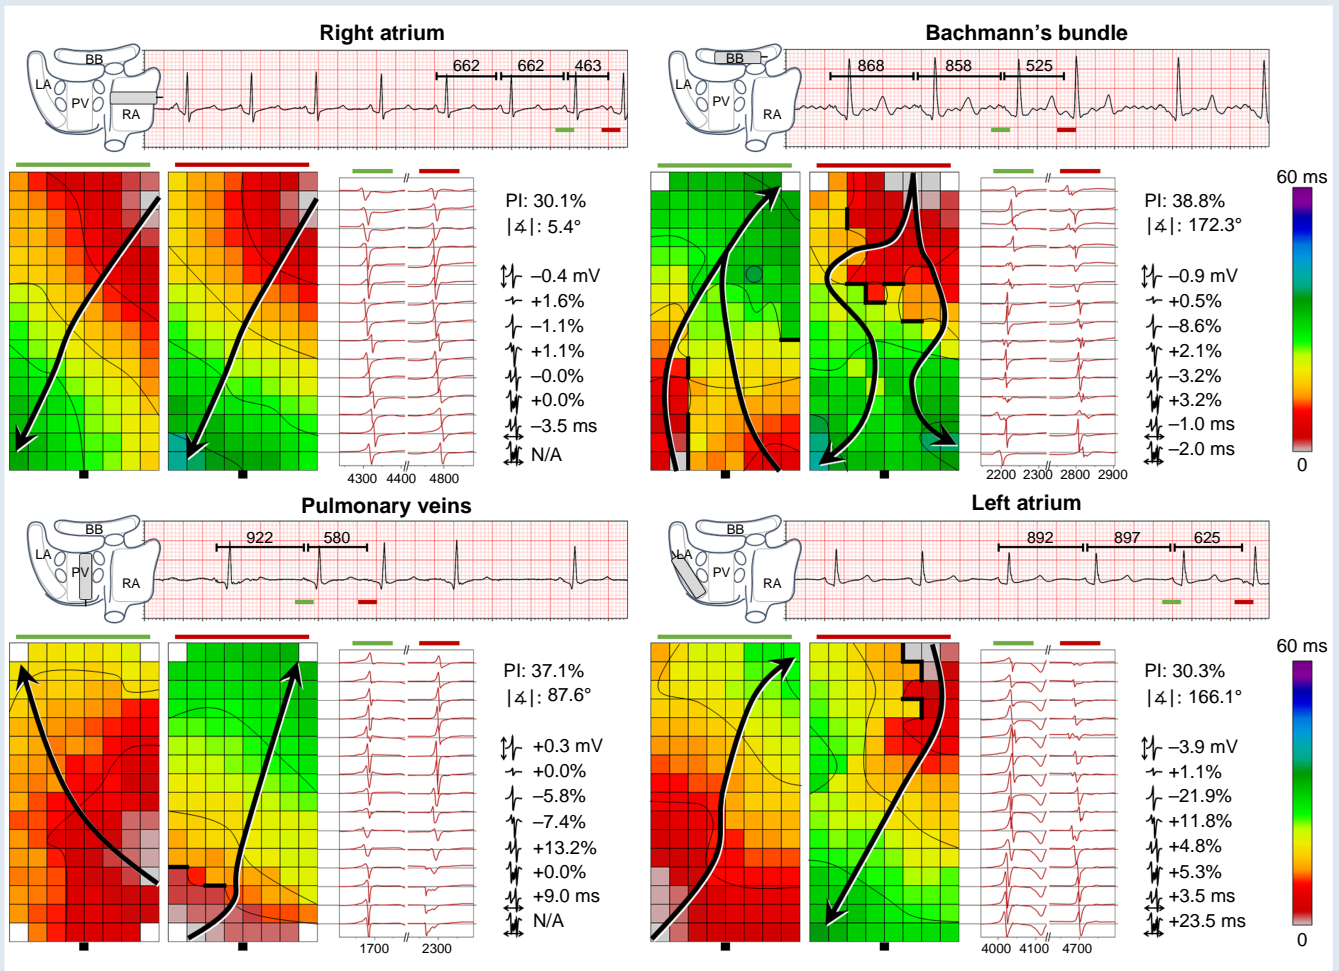 Right atrium
BB
LA
PV
RA
662 662 463
PI: 30.1%
|∡|: 5.4°
−0.4 mV
+1.6%
−1.1%
+1.1%
−0.0%
+0.0%
−3.5 ms
N/A
4300 4400 4800
Bachmann's bundle
BB
LA
PV
RA
868 858 525
PI: 38.8%
|∡|: 172.3°
−0.9 mV
+0.5%
−8.6%
+2.1%
−3.2%
+3.2%
−1.0 ms
−2.0 ms
2200 2300 2800 2900
60 ms
0
Pulmonary veins
BB
LA
PV
RA
922 580
PI: 37.1%
|∡|: 87.6°
+0.3 mV
+0.0%
−5.8%
−7.4%
+13.2%
+0.0%
+9.0 ms
N/A
1700 2300
Left atrium
BB
LA
PV
RA
892 897 625
PI: 30.3%
|∡|: 166.1°
−3.9 mV
+1.1%
−21.9%
+11.8%
+4.8%
+5.3%
+3.5 ms
+23.5 ms
4000 4100 4700
60 ms
0